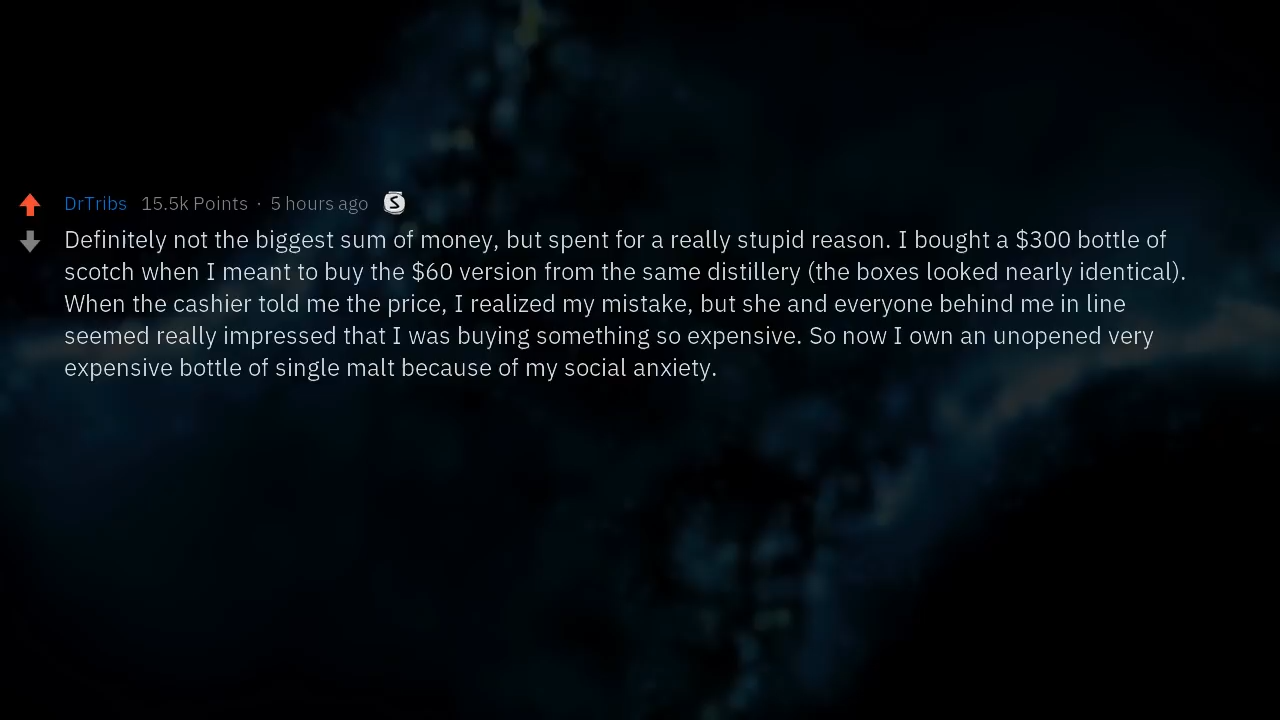 DrTribs 15.5k Points · 5 hours ago S
Definitely not the biggest sum of money, but spent for a really stupid reason. I bought a $300 bottle of
scotch when I meant to buy the $60 version from the same distillery (the boxes looked nearly identical).
When the cashier told me the price, I realized my mistake, but she and everyone behind me in line
seemed really impressed that I was buying something so expensive. So now I own an unopened very
expensive bottle of single malt because of my social anxiety.